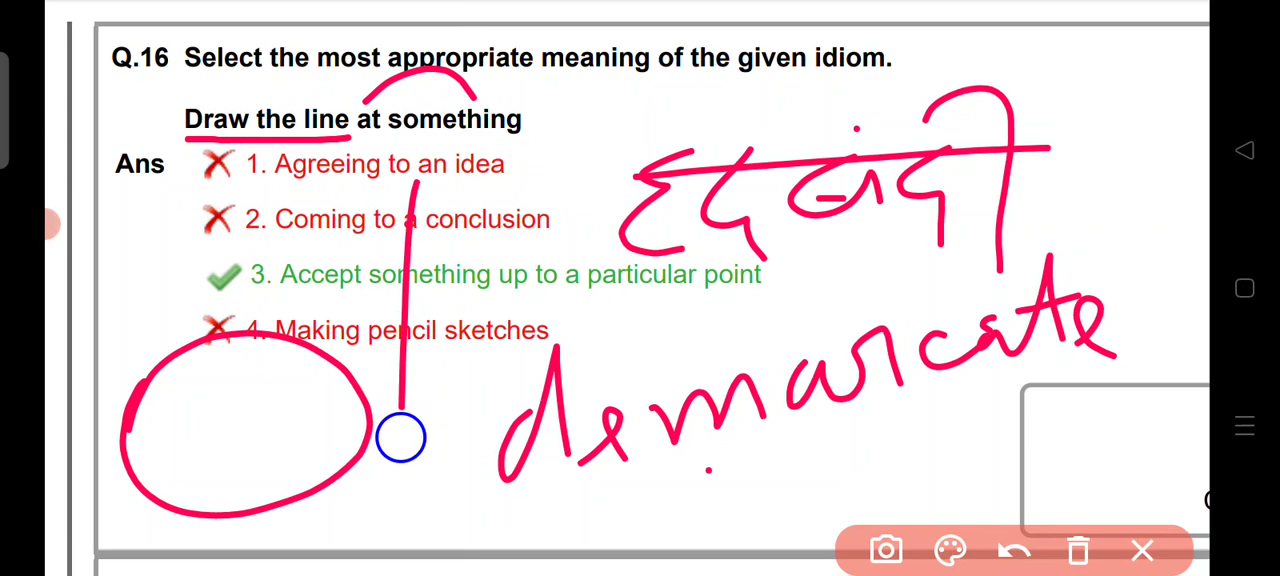 Q.16 Select the most appropriate meaning of the given idiom.
Draw the line at something
Ans 1. Agreeing to an idea
2. Coming to a conclusion
3. Accept something up to a particular point
4. Making pencil sketches
हदबंदी
demarcate